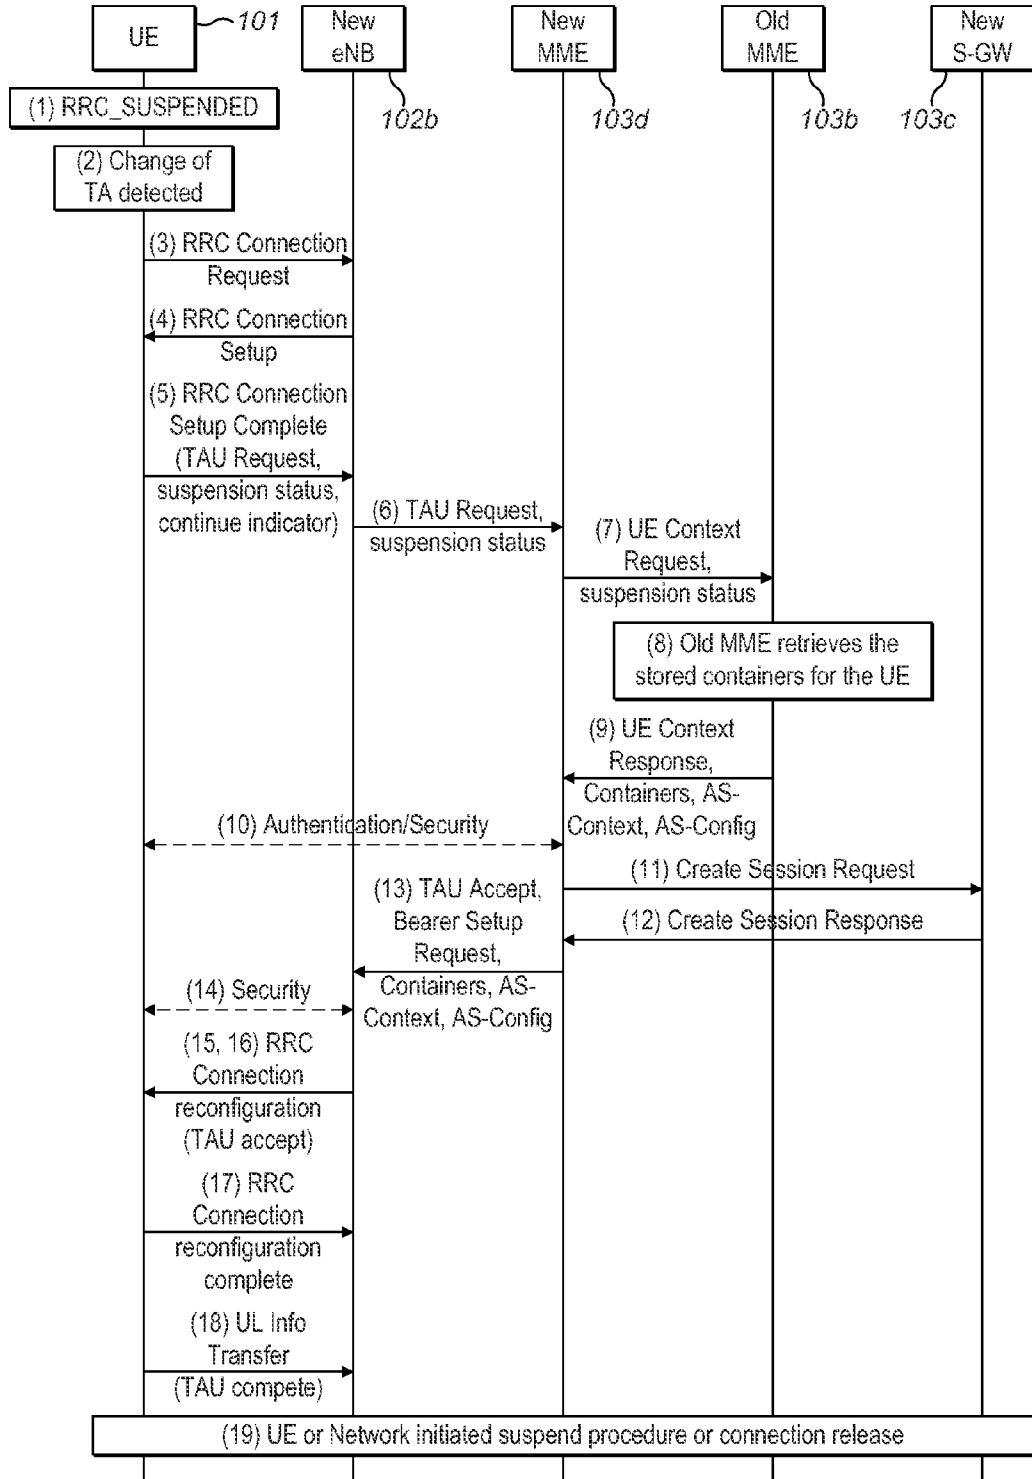 UE
101
New
eNB
New
MME
Old
MME
New
S-GW
102b
103d
103b
103c
(1) RRC_SUSPENDED
(2) Change of
TA detected
(3) RRC Connection
Request
(4) RRC Connection
Setup
(5) RRC Connection
Setup Complete
(TAU Request,
suspension status,
continue indicator)
(6) TAU Request,
suspension status
(7) UE Context
Request,
suspension status
(8) Old MME retrieves the
stored containers for the UE
(9) UE Context
Response,
Containers, AS-
Context, AS-Config
(10) Authentication/Security
(11) Create Session Request
(12) Create Session Response
(13) TAU Accept,
Bearer Setup
Request,
Containers, AS-
Context, AS-Config
(14) Security
(15, 16) RRC
Connection
reconfiguration
(TAU accept)
(17) RRC
Connection
reconfiguration
complete
(18) UL Info
Transfer
(TAU compete)
(19) UE or Network initiated suspend procedure or connection release